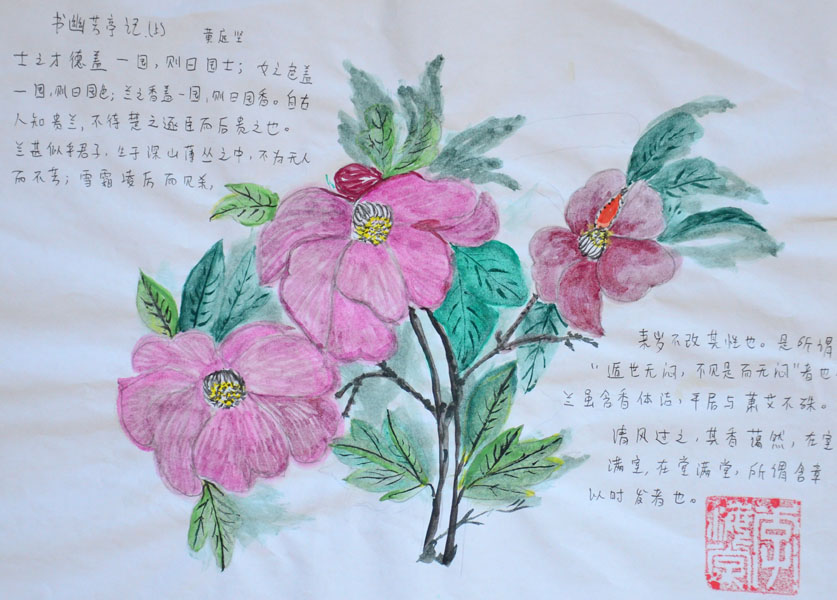 书幽芳亭记(上) 黄庭坚
士之才德盖一国,则曰国士;女之色盖
一国,则曰国色;兰之香盖一国,则曰国香。自古
人知贵兰,不待楚之逐臣而后贵之也。
兰甚似乎君子,生于深山薄丛之中,不为无人
而不芳;雪霜凌厉而见杀,
来岁不改其性也。是所谓
“遁世无闷,不见是而无闷”者也
兰虽含香体洁,平居与萧艾不殊。
清风过之,其香蔼然,在室
满室,在堂满堂,所谓含章
以时发者也。